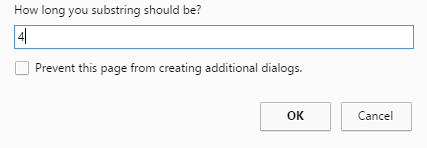 How long you substring should be?
4
Prevent this page from creating additional dialogs.
OK Cancel